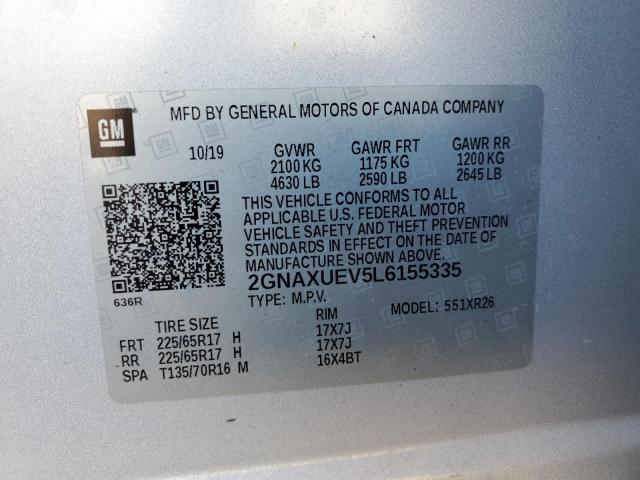 GM
MFD BY GENERAL MOTORS OF CANADA COMPANY
10/19 GVWR GAWR FRT GAWR RR
2100 KG 1175 KG 1200 KG
4630 LB 2590 LB 2645 LB
THIS VEHICLE CONFORMS TO ALL
APPLICABLE U.S. FEDERAL MOTOR
VEHICLE SAFETY AND THEFT PREVENTION
STANDARDS IN EFFECT ON THE DATE OF
MANUFACTURE SHOWN ABOVE.
2GNAXUEV5L6155335
636R
TYPE: M.P.V. MODEL: 551XR26
TIRE SIZE RIM
FRT 225/65R17 H 17X7J
RR 225/65R17 H 17X7J
SPA T135/70R16 M 16X4BT